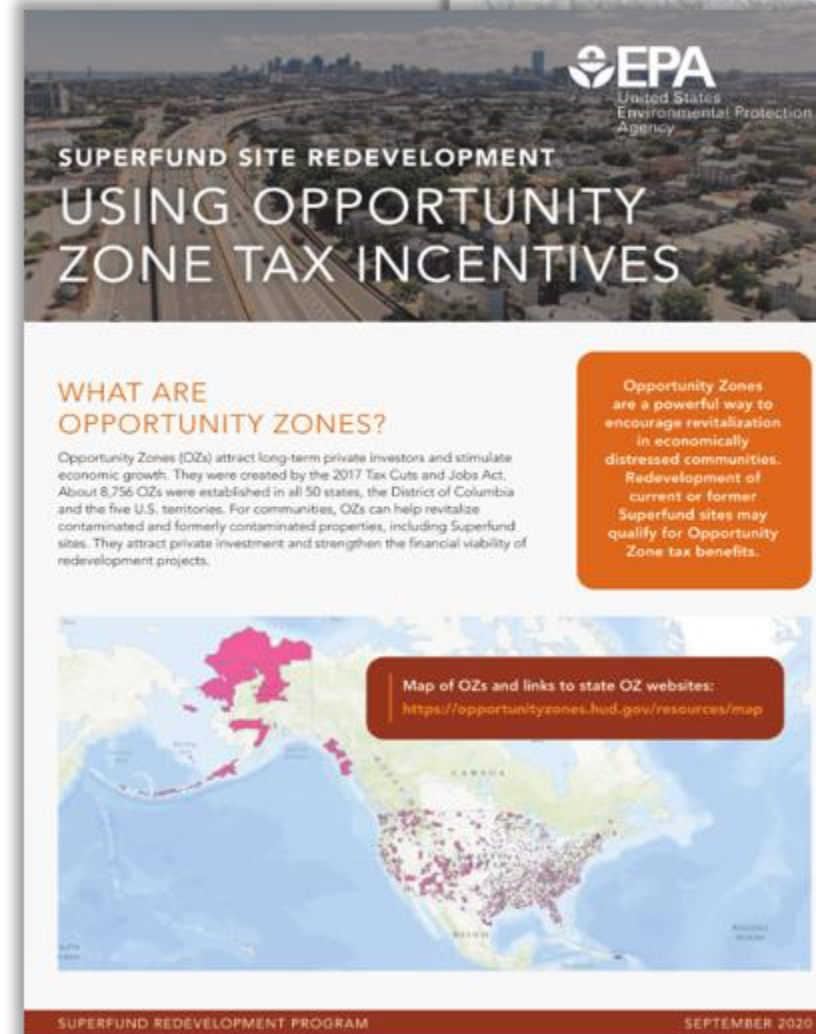 EPA
United States
Environmental Protection
Agency
SUPERFUND SITE REDEVELOPMENT
USING OPPORTUNITY
ZONE TAX INCENTIVES
WHAT ARE
OPPORTUNITY ZONES?
Opportunity Zones (OZs) attract long-term private investors and stimulate
economic growth. They were created by the 2017 Tax Cuts and Jobs Act.
About 8,756 OZs were established in all 50 states, the District of Columbia
and the five U.S. territories. For communities, OZs can help revitalize
contaminated and formerly contaminated properties, including Superfund
sites. They attract private investment and strengthen the financial viability of
redevelopment projects.
Opportunity Zones
are a powerful way to
encourage revitalization
in economically
distressed communities.
Redevelopment of
current or former
Superfund sites may
qualify for Opportunity
Zone tax benefits.
Map of OZs and links to state OZ websites:
https://opportunityzones.hud.gov/resources/map
CANADA
MEXICO
SUPERFUND REDEVELOPMENT PROGRAM
SEPTEMBER 2020